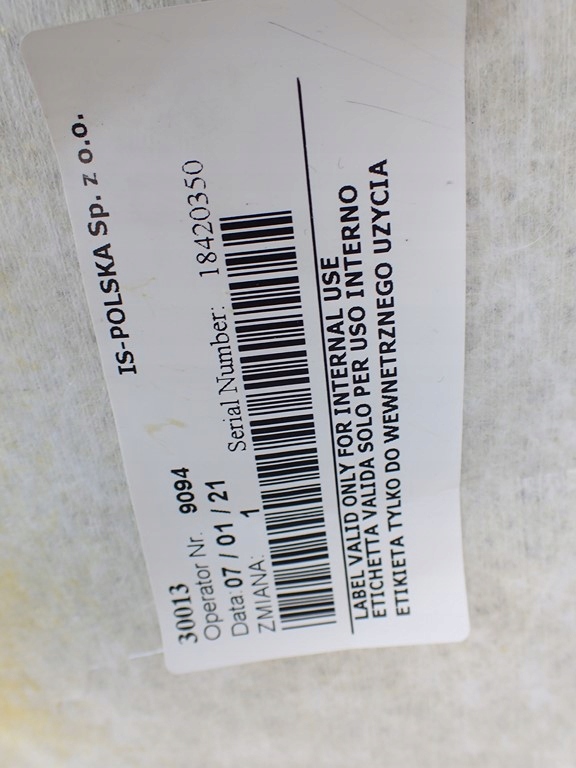 IS-POLSKA Sp. z o.o.
30013
Operator Nr. 9094
Data: 07 / 01 / 21 Serial Number: 18420350
ZMIANA: 1
LABEL VALID ONLY FOR INTERNAL USE
ETICHETTA VALIDA SOLO PER USO INTERNO
ETIKIETA TYLKO DO WEWNETRZNEGO UZYCIA